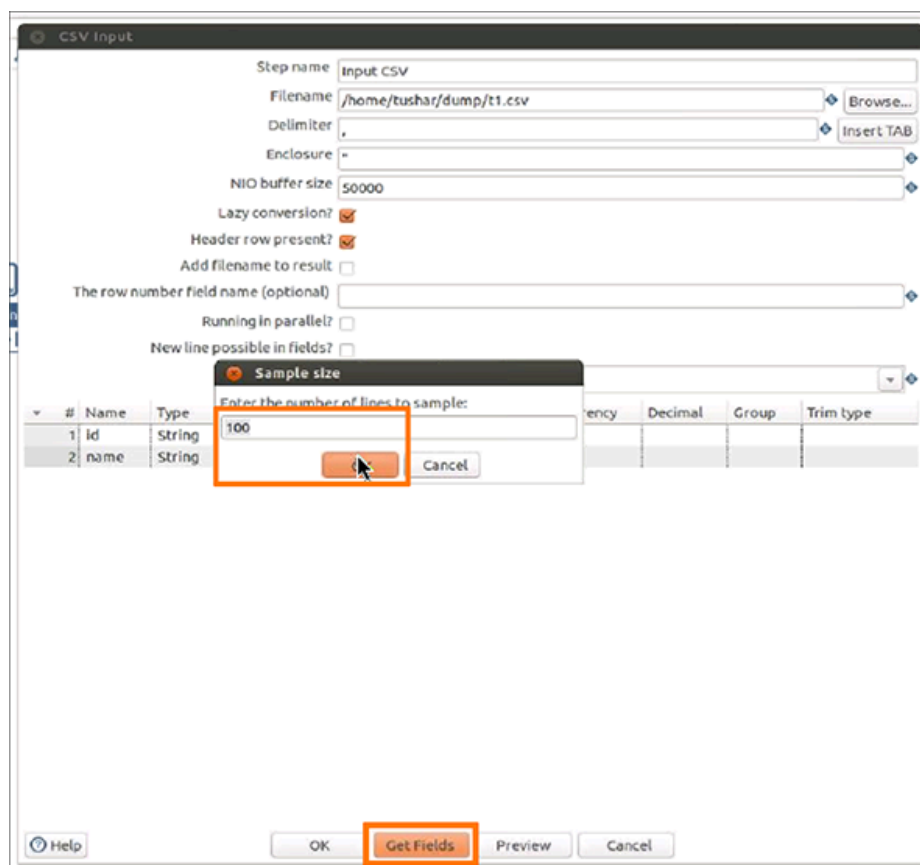 CSV Input
Step name Input CSV
Filename /home/tushar/dump/t1.csv Browse...
Delimiter , Insert TAB
Enclosure "
NIO buffer size 50000
Lazy conversion?
Header row present?
Add filename to result
The row number field name (optional)
Running in parallel?
New line possible in fields?
Sample size
Enter the number of lines to sample:
# Name Type ency Decimal Group Trim type
100
1 id String
2 name String
Cancel
Help OK Get Fields Preview Cancel